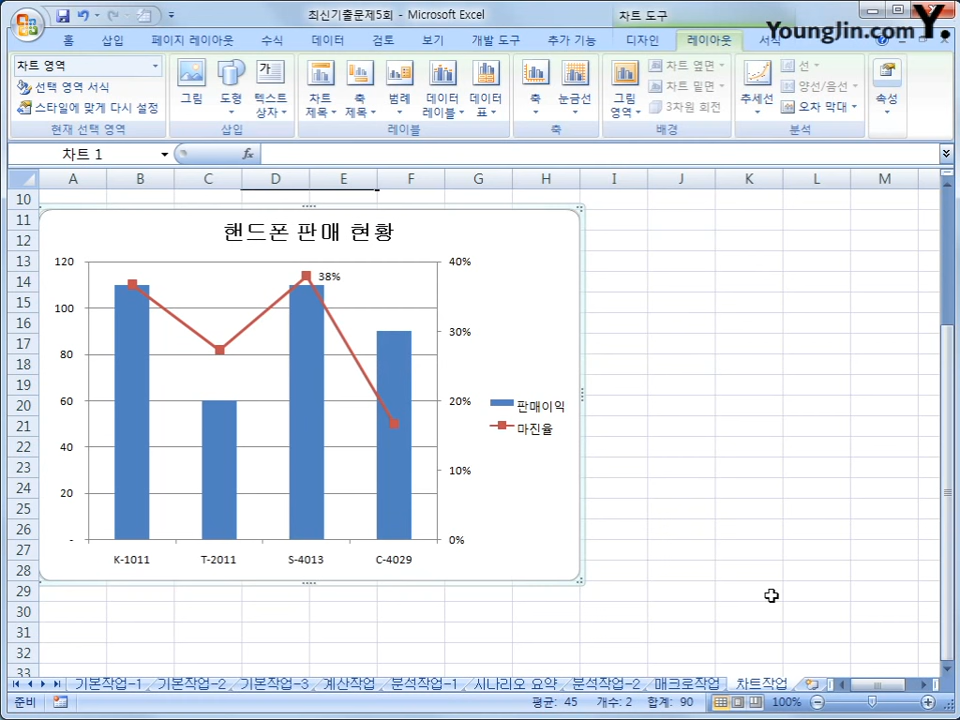 최신기출문제5회 - Microsoft Excel
차트 도구
YoungJin.com Y.
홈 삽입 페이지 레이아웃 수식 데이터 검토 보기 개발 도구 추가 기능 디자인 레이아웃 서식
차트 영역
선택 영역 서식
스타일에 맞게 다시 설정
현재 선택 영역
그림 도형 텍스트 상자
삽입
차트 제목 축 제목 범례 데이터 레이블 데이터 표
레이블
축 눈금선
축
그림 영역 차트 옆면 차트 밑면 3차원 회전
배경
추세선 선 양선/음선 오차 막대
분석
속성
차트 1
fx
A B C D E F G H I J K L M
10
11
12
13
14
15
16
17
18
19
20
21
22
23
24
25
26
27
28
29
30
31
32
33
핸드폰 판매 현황
120 40%
38%
100
30%
80
60 20%
판매이익
마진율
40
10%
20
- 0%
K-1011 T-2011 S-4013 C-4029
기본작업-1 기본작업-2 기본작업-3 계산작업 분석작업-1 시나리오 요약 분석작업-2 매크로작업 차트작업
준비 평균: 45 개수: 2 합계: 90 100%